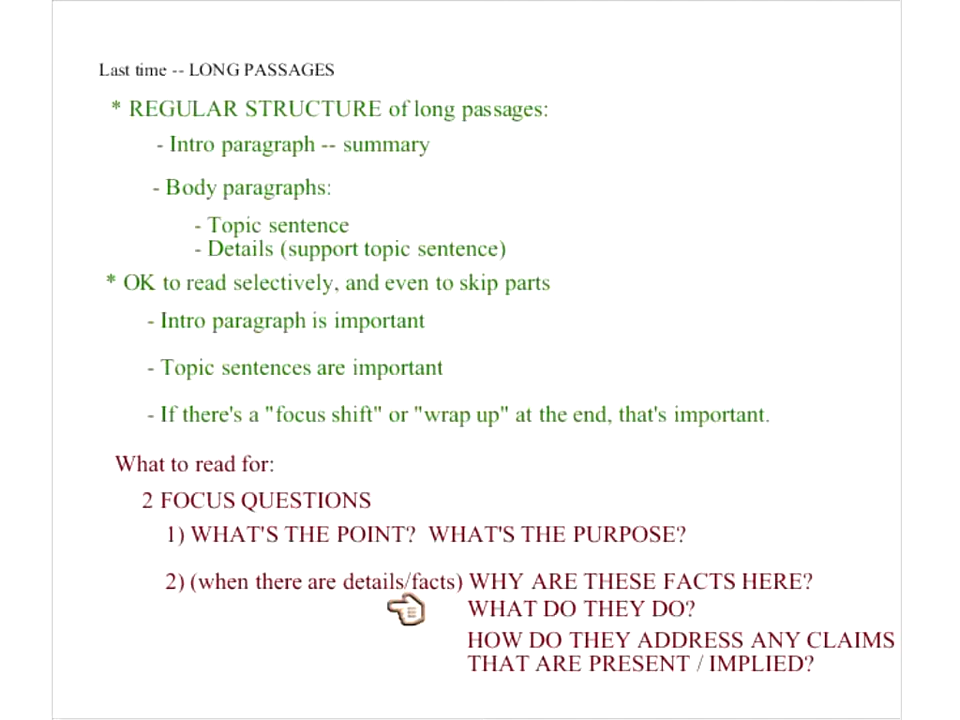 Last time -- LONG PASSAGES
* REGULAR STRUCTURE of long passages:
- Intro paragraph -- summary
- Body paragraphs:
- Topic sentence
- Details (support topic sentence)
* OK to read selectively, and even to skip parts
- Intro paragraph is important
- Topic sentences are important
- If there's a "focus shift" or "wrap up" at the end, that's important.
What to read for:
2 FOCUS QUESTIONS
1) WHAT'S THE POINT? WHAT'S THE PURPOSE?
2) (when there are details/facts) WHY ARE THESE FACTS HERE?
WHAT DO THEY DO?
HOW DO THEY ADDRESS ANY CLAIMS
THAT ARE PRESENT / IMPLIED?